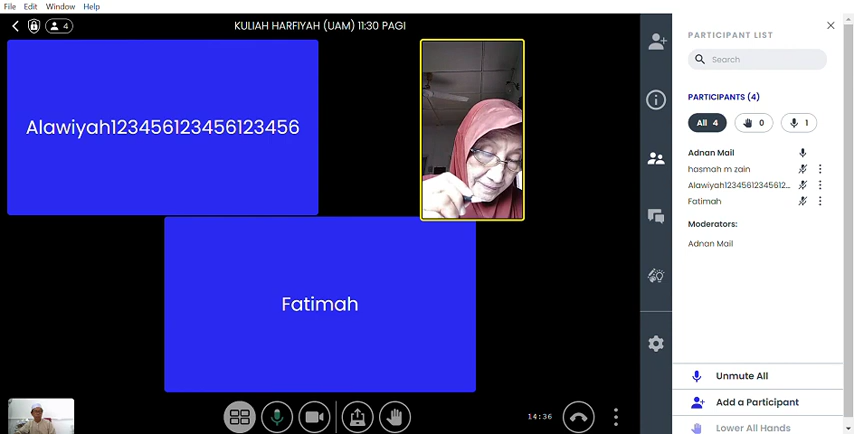 File Edit Window Help
4
KULIAH HARFIYAH (UAM) 11:30 PAGI
Alawiyah123456123456123456
Fatimah
14:36
PARTICIPANT LIST
Search
PARTICIPANTS (4)
All 4
0
1
Adnan Mail
hasmah m zain
Alawiyah12345612345612...
Fatimah
Moderators:
Adnan Mail
Unmute All
Add a Participant
Lower All Hands